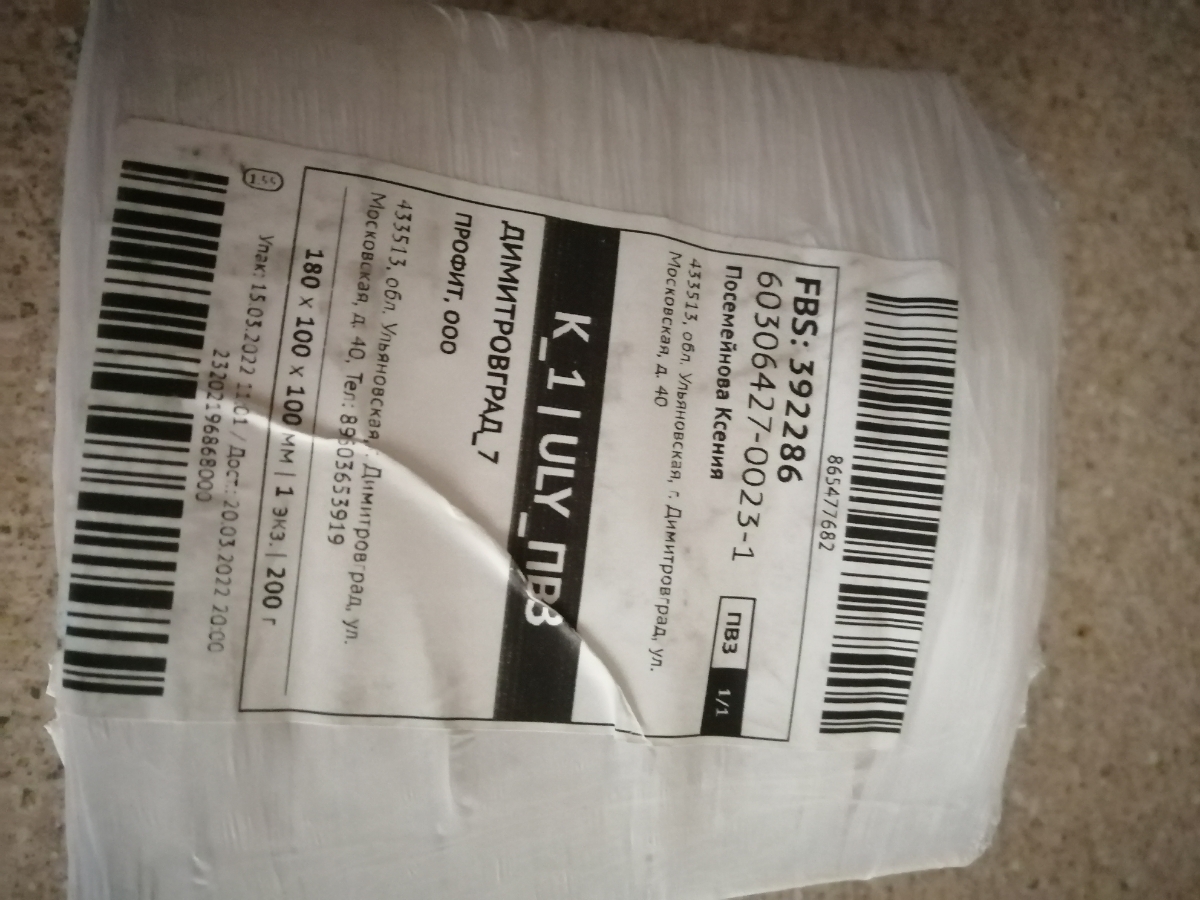 865477682
FBS: 392286
60306427-0023-1
Посемейнова Ксения
ПВЗ 1/1
433513, обл. Ульяновская, г. Димитровград, ул.
Московская, д. 40
K_1 | ULY_ПВЗ
ДИМИТРОВГРАД_7
ПРОФИТ, ООО
433513, обл. Ульяновская, г. Димитровград, ул.
Московская, д. 40, Тел: 89603653919
180 x 100 x 100 мм | 1 экз. | 200 г
Упак: 15.03.2022 11:01 / Дост.: 20.03.2022 20:00
23202196868000